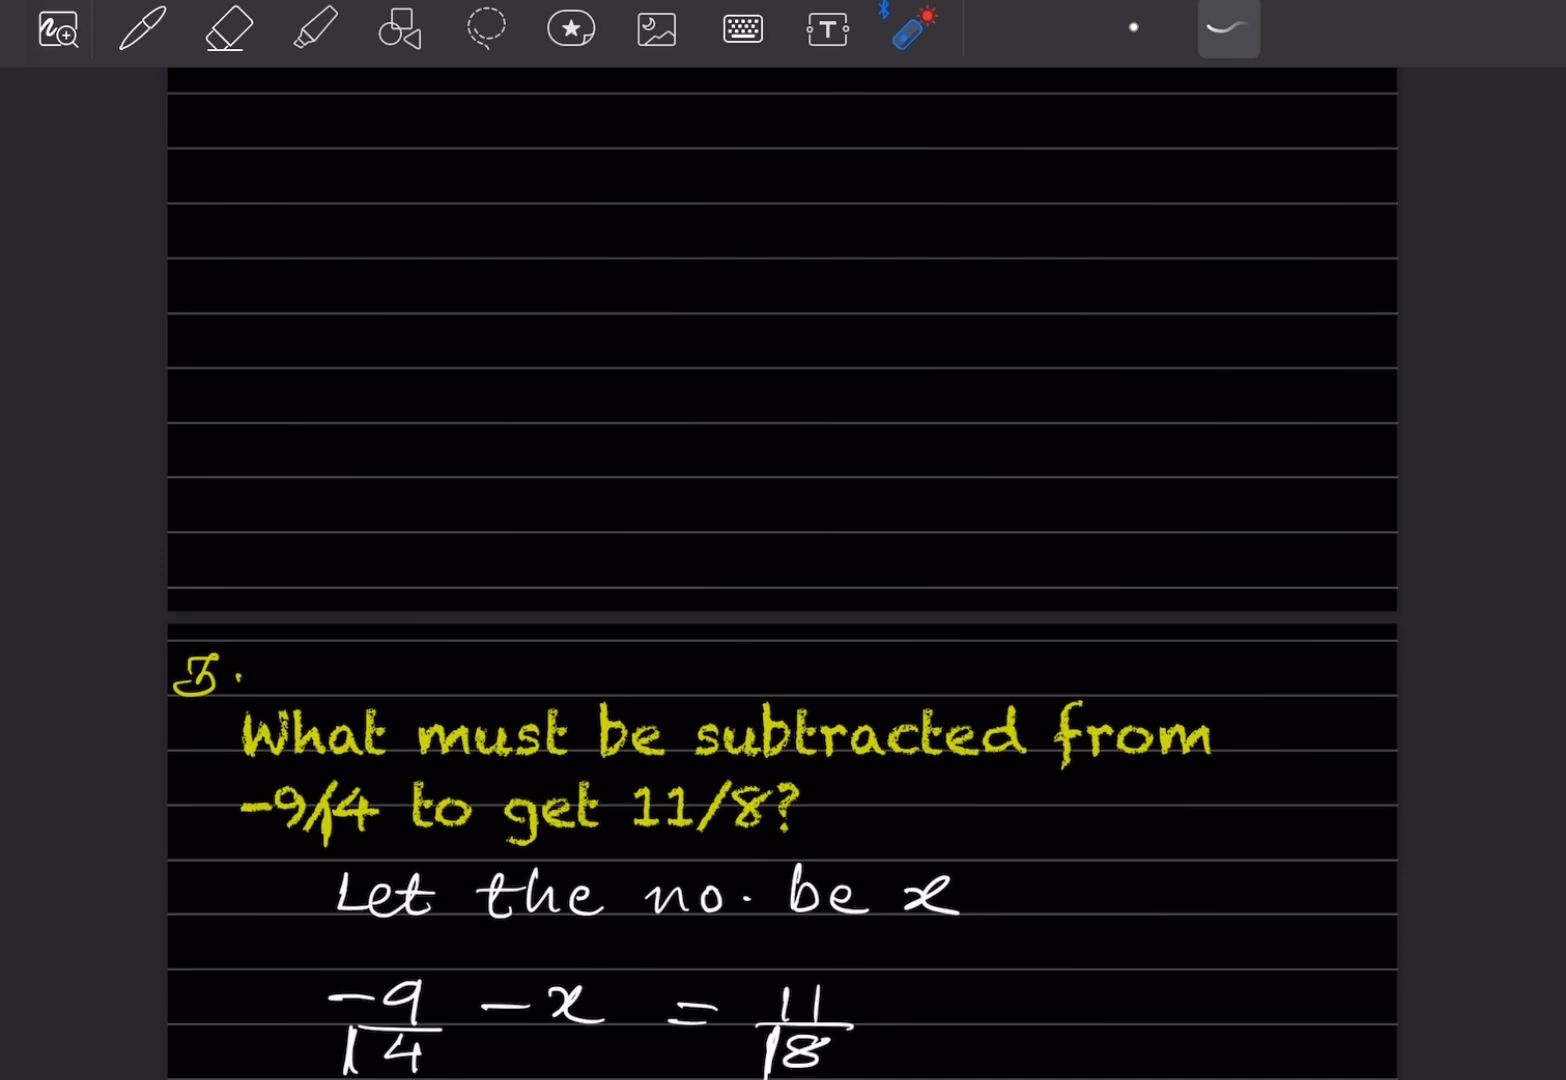 3.
What must be subtracted from
-9/14 to get 11/8?
Let the no. be x
-9/14 - x = 11/18